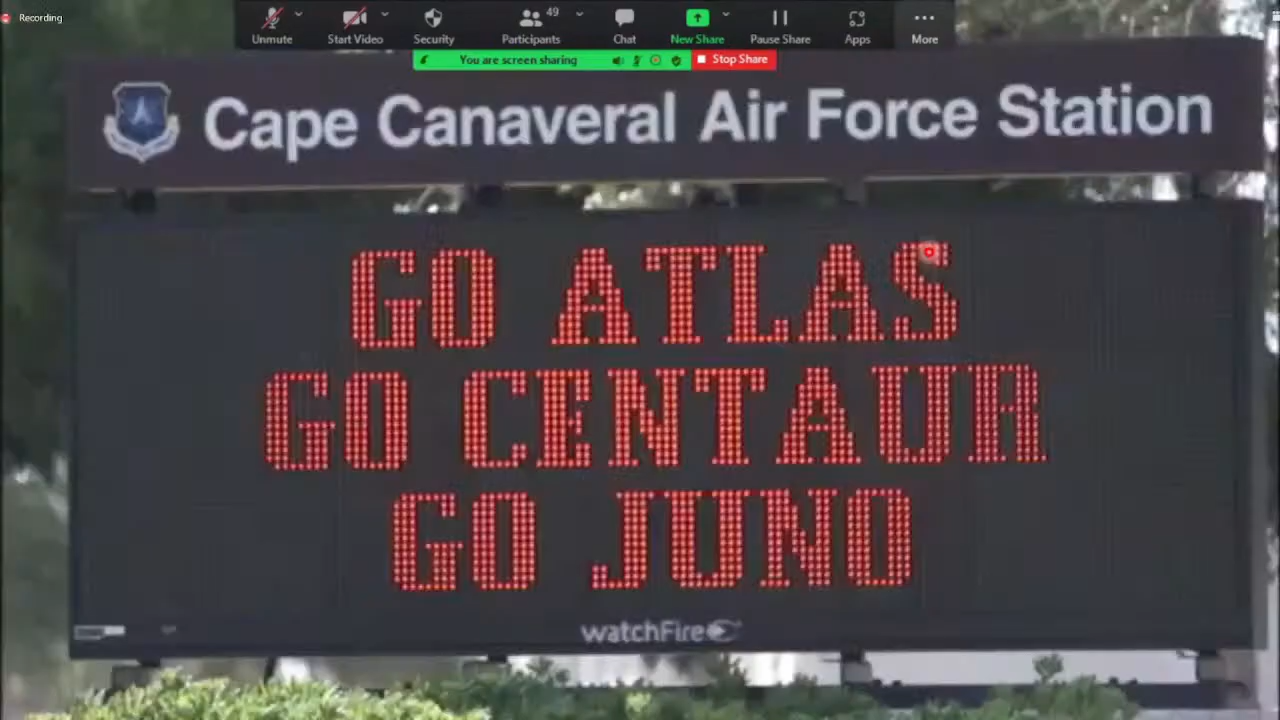 Recording
49
Unmute Start Video Security Participants Chat New Share Pause Share Apps More
You are screen sharing Stop Share
Cape Canaveral Air Force Station
GO ATLAS
GO CENTAUR
GO JUNO
watchFire